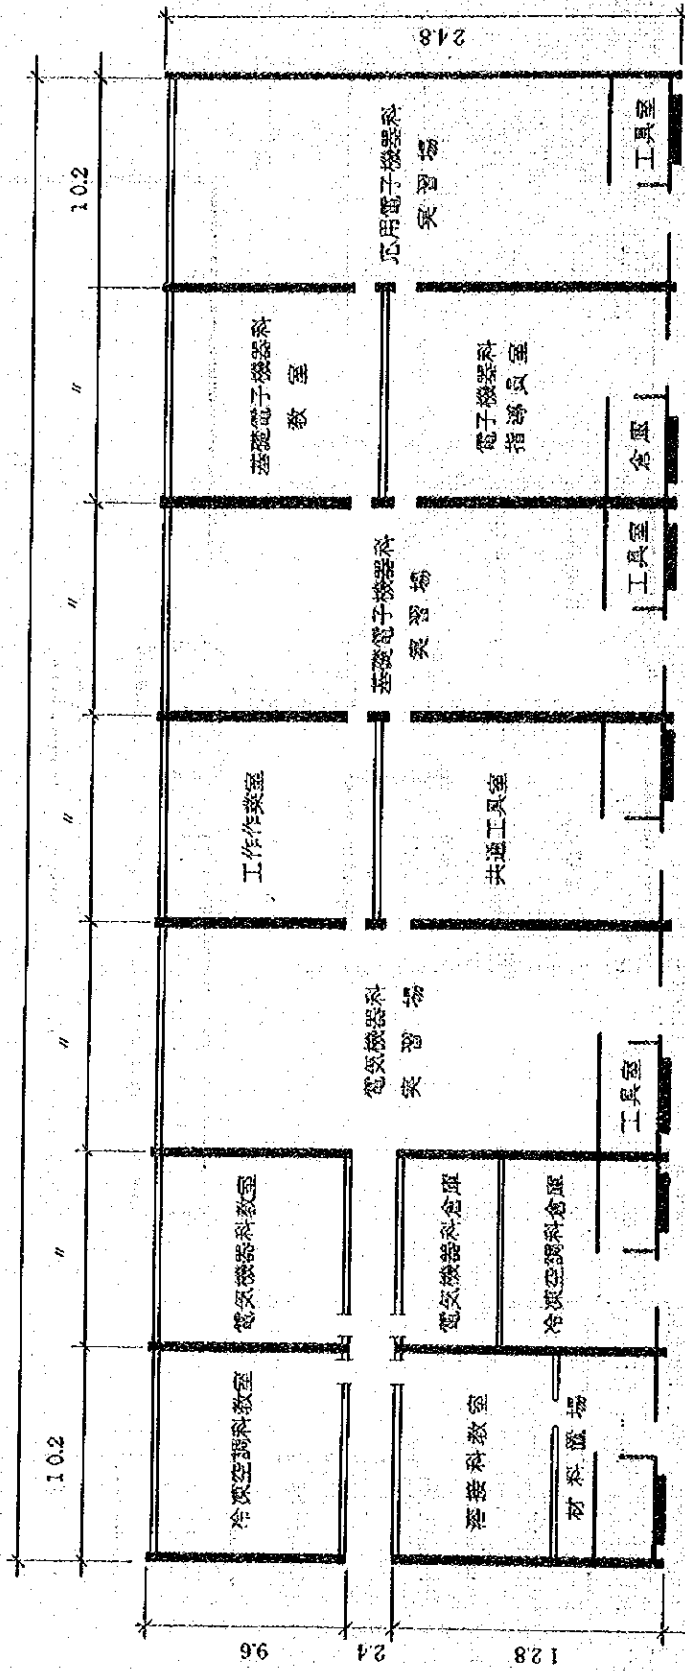 10.2
〃
〃
〃
〃
〃
10.2
24.8
9.6
2.4
12.8
冷凍空調科教室
電気機器科教室
工作作業室
基礎電子機器科
教室
電気機器科
実習場
基礎電子機器科
実習場
応用電子機器科
実習場
溶接科教室
電気機器科倉庫
共通工具室
電子機器科
指導員室
材料置場
冷凍空調科倉庫
工具室
工具室
倉庫
工具室